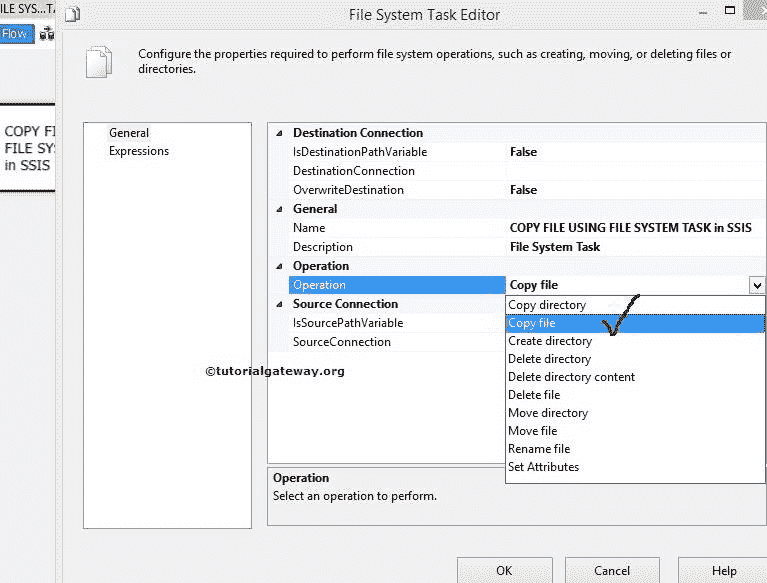 ILE SYS...T
File System Task Editor
Flow
Configure the properties required to perform file system operations, such as creating, moving, or deleting files or
directories.
COPY FI
FILE SY
in SSIS
General
Expressions
Destination Connection
IsDestinationPathVariable False
DestinationConnection
OverwriteDestination False
General
Name COPY FILE USING FILE SYSTEM TASK in SSIS
Description File System Task
Operation
Operation Copy file
Source Connection
IsSourcePathVariable
SourceConnection
Copy directory
Copy file
Create directory
Delete directory
Delete directory content
Delete file
Move directory
Move file
Rename file
Set Attributes
©tutorialgateway.org
Operation
Select an operation to perform.
OK Cancel Help